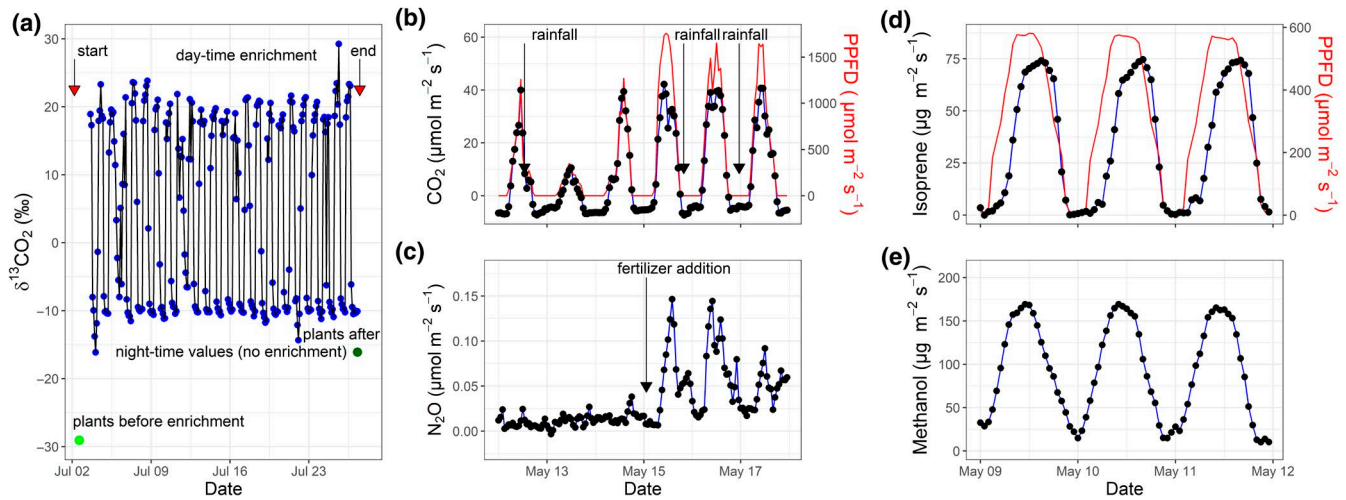 (a)
30
20
10
0
−10
−20
−30
δ¹³CO₂ (‰)
start
day-time enrichment
end
plants after
night-time values (no enrichment)
plants before enrichment
Jul 02 Jul 09 Jul 16 Jul 23
Date
(b)
60
40
20
0
CO₂ (µmol m⁻² s⁻¹)
rainfall rainfall rainfall
1500
1000
500
0
PPFD ( µmol m⁻² s⁻¹)
(c)
0.15
0.10
0.05
0.00
N₂O (µmol m⁻² s⁻¹)
fertilizer addition
May 13 May 15 May 17
Date
(d)
75
50
25
0
Isoprene (µg m⁻² s⁻¹)
600
400
200
0
PPFD (µmol m⁻² s⁻¹)
(e)
200
150
100
50
0
Methanol (µg m⁻² s⁻¹)
May 09 May 10 May 11 May 12
Date